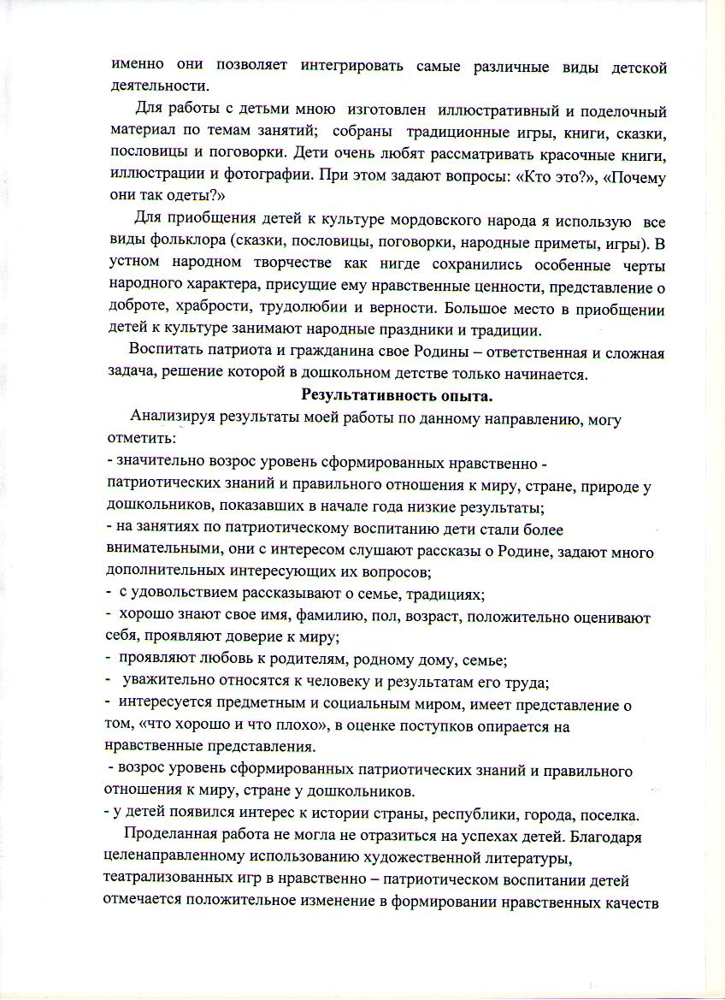 именно они позволяет интегрировать самые различные виды детской
деятельности.
Для работы с детьми мною изготовлен иллюстративный и поделочный
материал по темам занятий; собраны традиционные игры, книги, сказки,
пословицы и поговорки. Дети очень любят рассматривать красочные книги,
иллюстрации и фотографии. При этом задают вопросы: «Кто это?», «Почему
они так одеты?»
Для приобщения детей к культуре мордовского народа я использую все
виды фольклора (сказки, пословицы, поговорки, народные приметы, игры). В
устном народном творчестве как нигде сохранились особенные черты
народного характера, присущие ему нравственные ценности, представление о
доброте, храбрости, трудолюбии и верности. Большое место в приобщении
детей к культуре занимают народные праздники и традиции.
Воспитать патриота и гражданина свое Родины – ответственная и сложная
задача, решение которой в дошкольном детстве только начинается.
Результативность опыта.
Анализируя результаты моей работы по данному направлению, могу
отметить:
- значительно возрос уровень сформированных нравственно -
патриотических знаний и правильного отношения к миру, стране, природе у
дошкольников, показавших в начале года низкие результаты;
- на занятиях по патриотическому воспитанию дети стали более
внимательными, они с интересом слушают рассказы о Родине, задают много
дополнительных интересующих их вопросов;
- с удовольствием рассказывают о семье, традициях;
- хорошо знают свое имя, фамилию, пол, возраст, положительно оценивают
себя, проявляют доверие к миру;
- проявляют любовь к родителям, родному дому, семье;
- уважительно относятся к человеку и результатам его труда;
- интересуется предметным и социальным миром, имеет представление о
том, «что хорошо и что плохо», в оценке поступков опирается на
нравственные представления.
- возрос уровень сформированных патриотических знаний и правильного
отношения к миру, стране у дошкольников.
- у детей появился интерес к истории страны, республики, города, поселка.
Проделанная работа не могла не отразиться на успехах детей. Благодаря
целенаправленному использованию художественной литературы,
театрализованных игр в нравственно – патриотическом воспитании детей
отмечается положительное изменение в формировании нравственных качеств